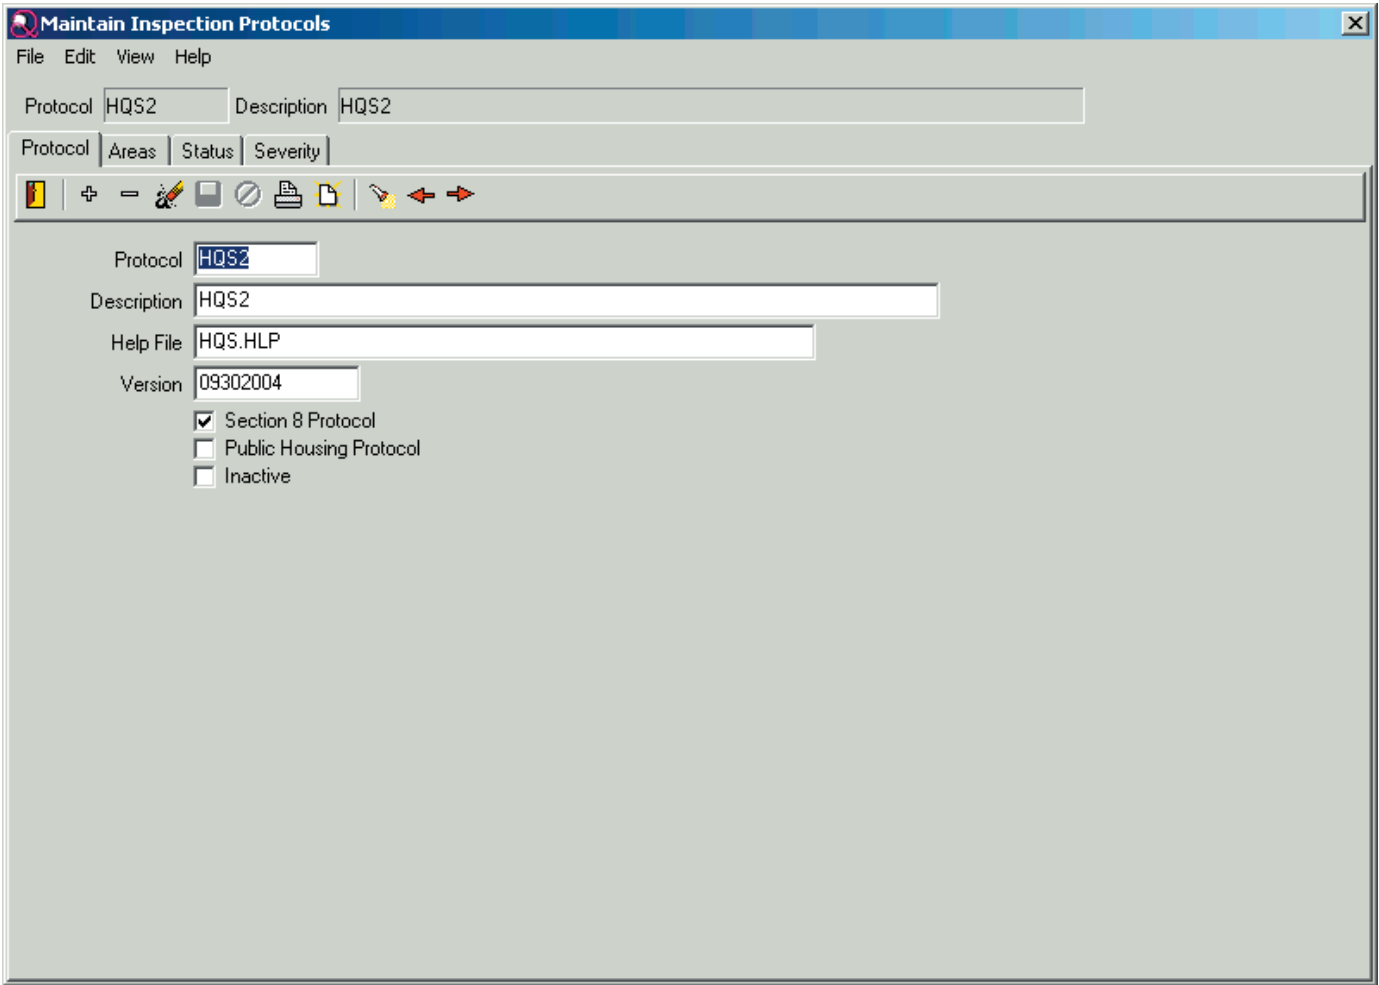 Maintain Inspection Protocols
File Edit View Help
Protocol HQS2 Description HQS2
Protocol Areas Status Severity
Protocol HQS2
Description HQS2
Help File HQS.HLP
Version 09302004
Section 8 Protocol
Public Housing Protocol
Inactive